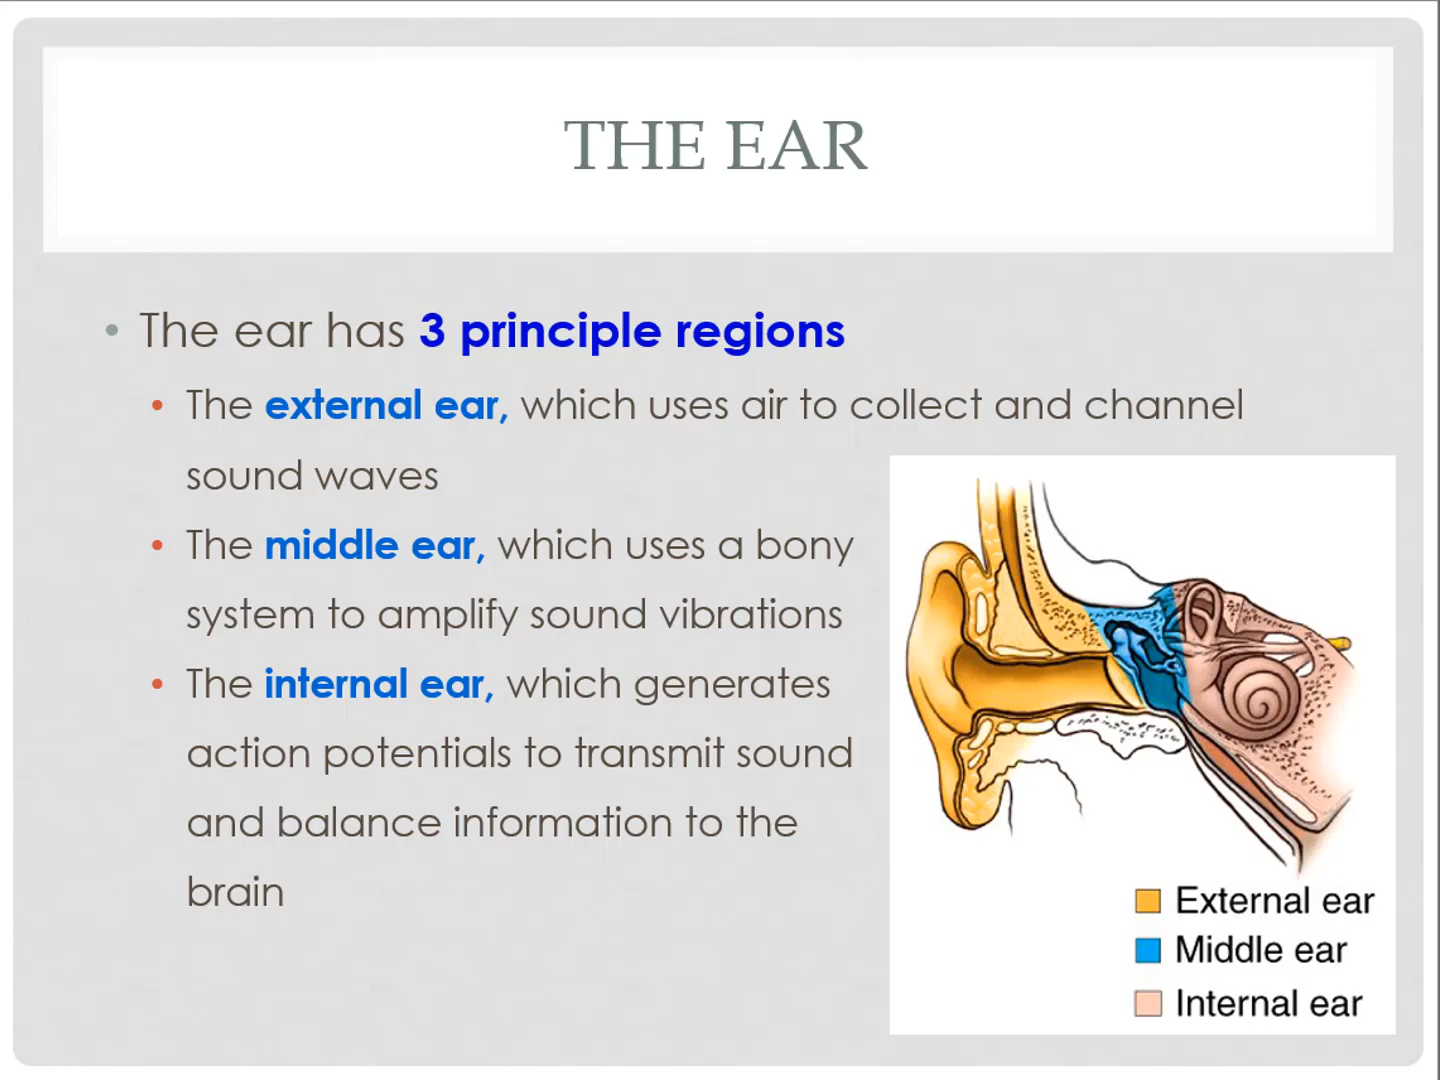 THE EAR
• The ear has 3 principle regions
• The external ear, which uses air to collect and channel
sound waves
• The middle ear, which uses a bony
system to amplify sound vibrations
• The internal ear, which generates
action potentials to transmit sound
and balance information to the
brain
External ear
Middle ear
Internal ear